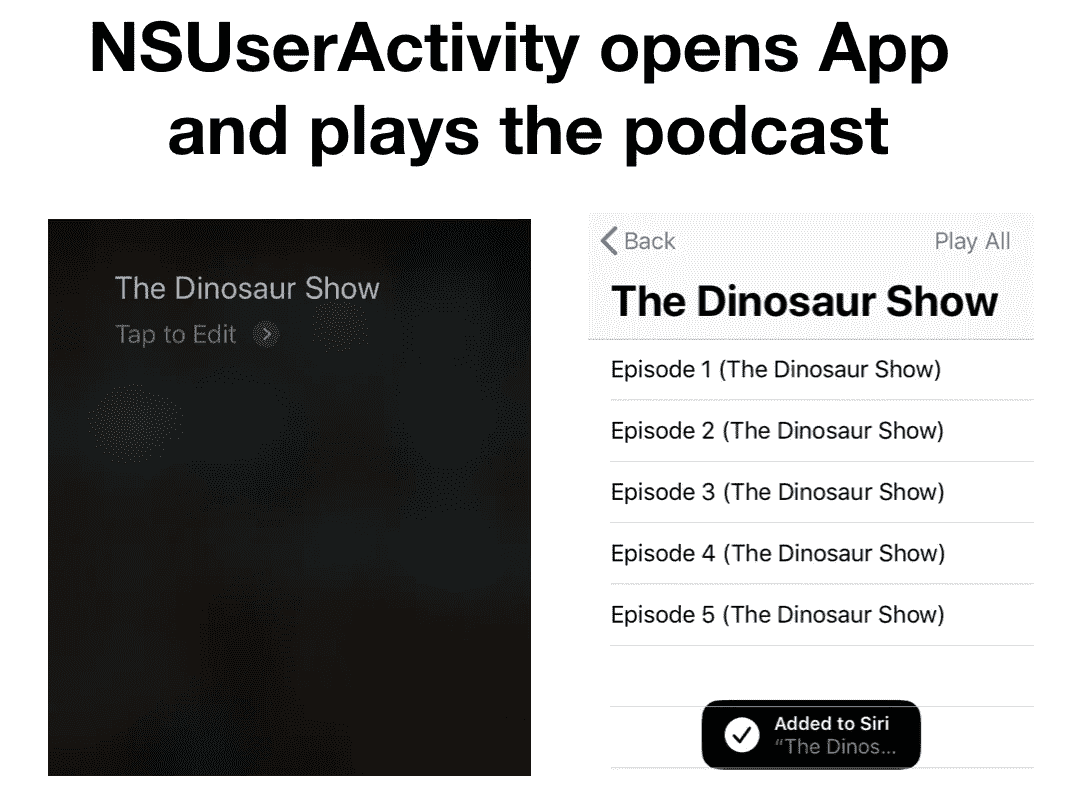 NSUserActivity opens App
and plays the podcast
The Dinosaur Show
Tap to Edit
Back
Play All
The Dinosaur Show
Episode 1 (The Dinosaur Show)
Episode 2 (The Dinosaur Show)
Episode 3 (The Dinosaur Show)
Episode 4 (The Dinosaur Show)
Episode 5 (The Dinosaur Show)
Added to Siri
“The Dinos...